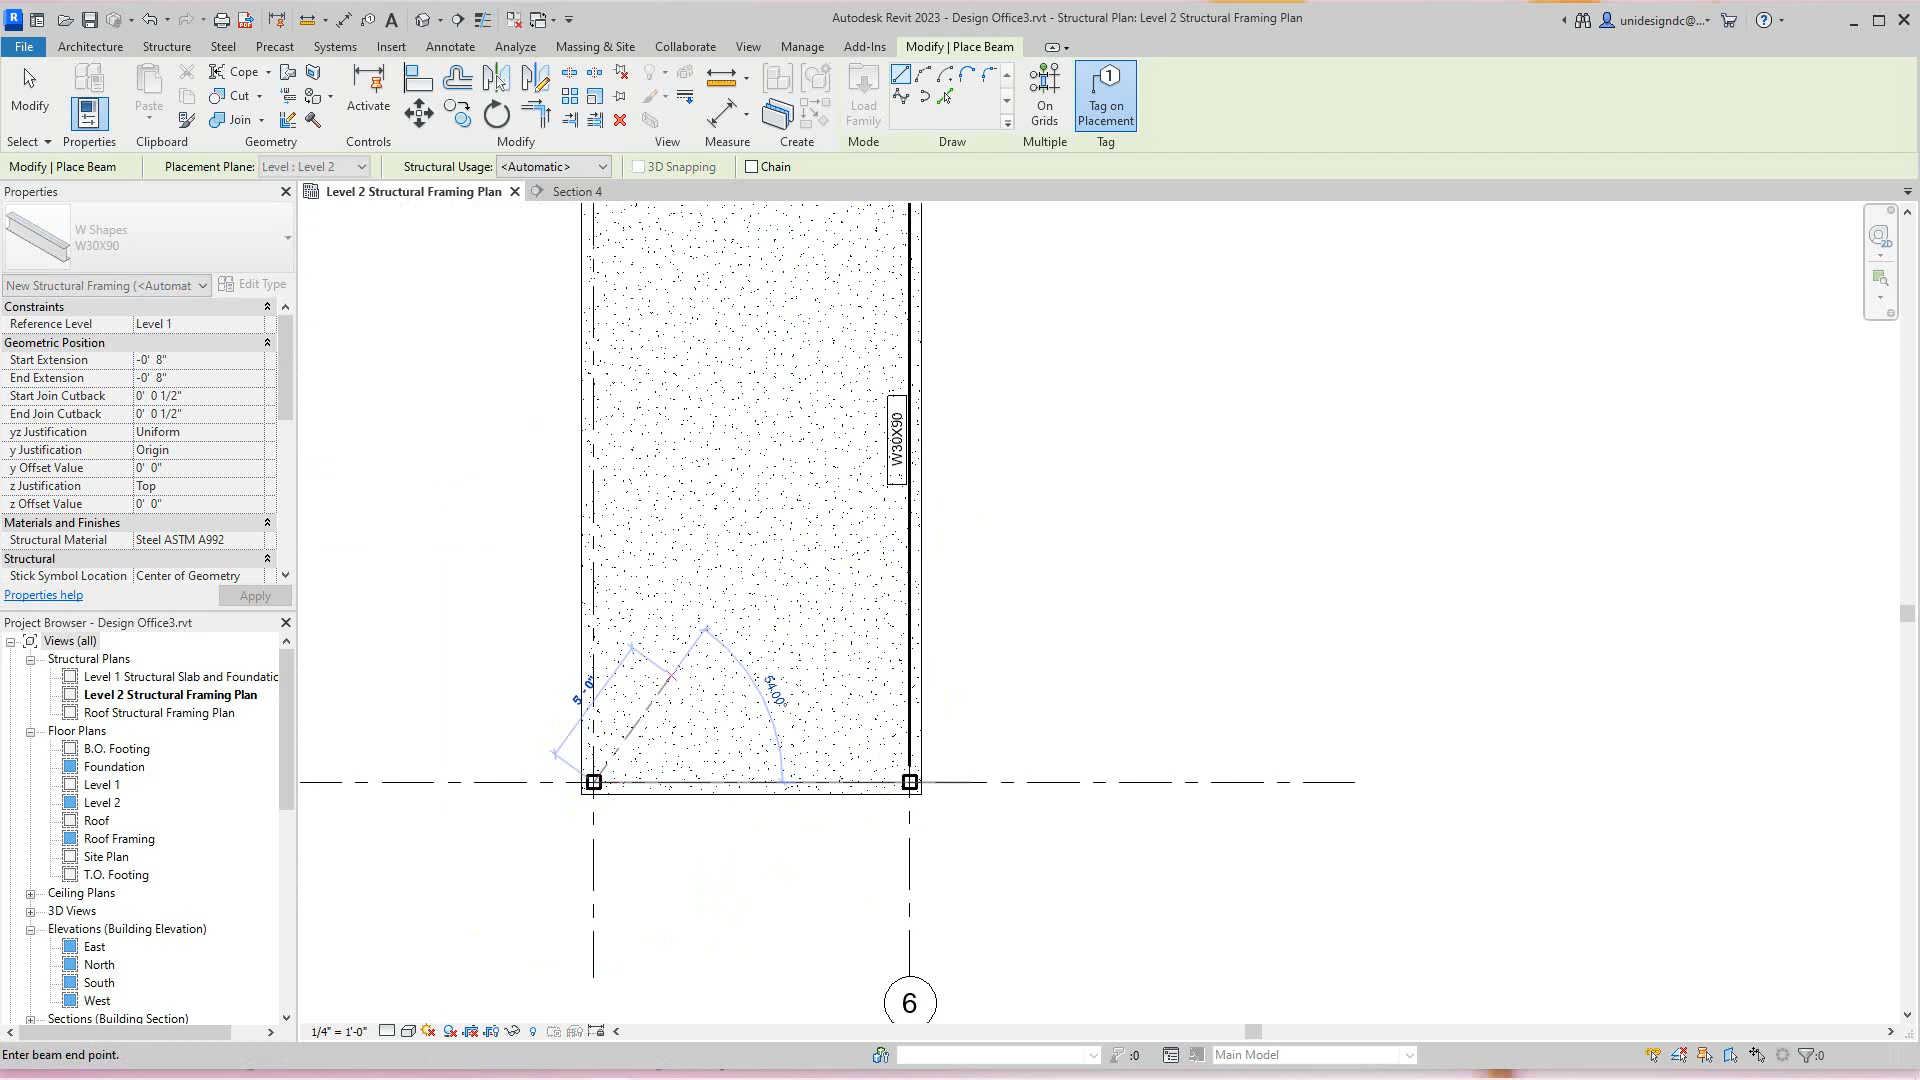 Autodesk Revit 2023 - Design Office3.rvt - Structural Plan: Level 2 Structural Framing Plan
unidesigndc@...
File Architecture Structure Steel Precast Systems Insert Annotate Analyze Massing & Site Collaborate View Manage Add-Ins Modify | Place Beam
Modify
Paste
Cope
Cut
Join
Activate
Load
Family
On
Grids
1
Tag on
Placement
Select Properties Clipboard Geometry Controls Modify View Measure Create Mode Draw Multiple Tag
Modify | Place Beam Placement Plane: Level : Level 2 Structural Usage: <Automatic> 3D Snapping Chain
Properties
Level 2 Structural Framing Plan
Section 4
W Shapes
W30X90
New Structural Framing (<Automat
Edit Type
Constraints
Reference Level Level 1
Geometric Position
Start Extension -0' 8"
End Extension -0' 8"
Start Join Cutback 0' 0 1/2"
End Join Cutback 0' 0 1/2"
yz Justification Uniform
y Justification Origin
y Offset Value 0' 0"
z Justification Top
z Offset Value 0' 0"
Materials and Finishes
Structural Material Steel ASTM A992
Structural
Stick Symbol Location Center of Geometry
Properties help
Apply
Project Browser - Design Office3.rvt
Views (all)
Structural Plans
Level 1 Structural Slab and Foundatic
Level 2 Structural Framing Plan
Roof Structural Framing Plan
Floor Plans
B.O. Footing
Foundation
Level 1
Level 2
Roof
Roof Framing
Site Plan
T.O. Footing
Ceiling Plans
3D Views
Elevations (Building Elevation)
East
North
South
West
Sections (Building Section)
2D
W30X90
5' - 0"
54.00°
6
1/4" = 1'-0"
Enter beam end point.
:0
Main Model
:0